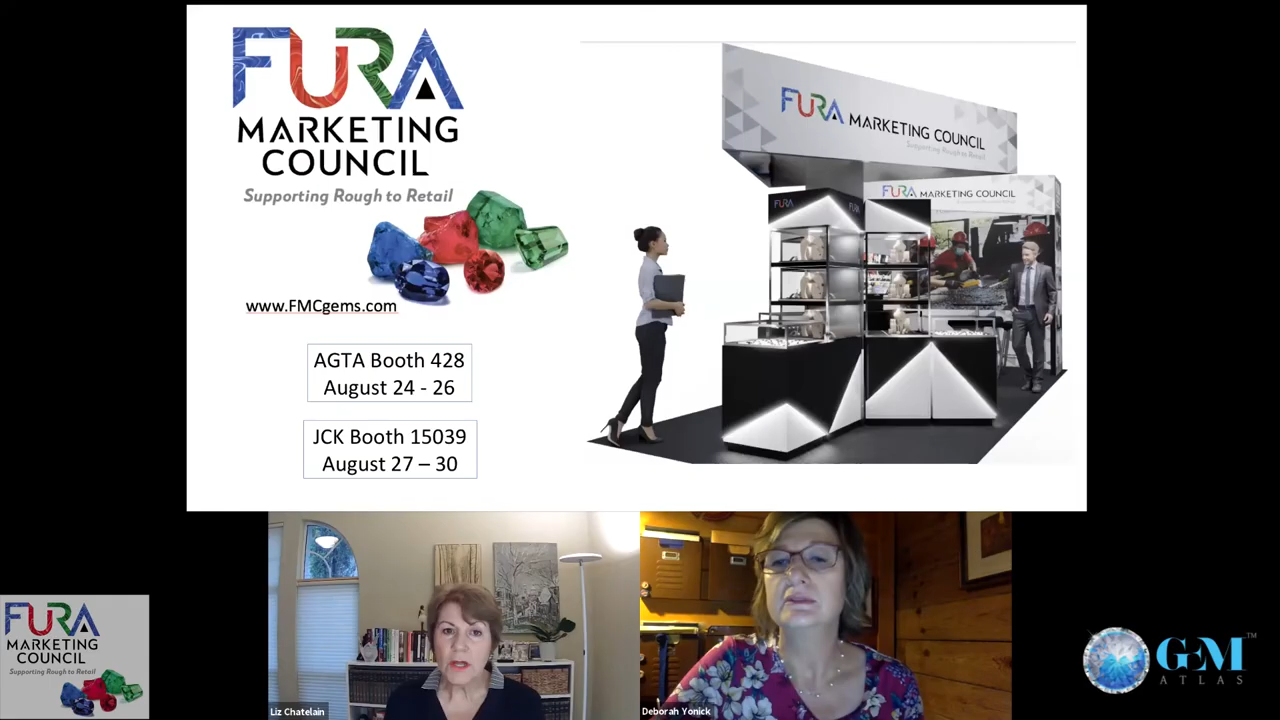 FURA
MARKETING
COUNCIL
Supporting Rough to Retail
www.FMCgems.com
AGTA Booth 428
August 24 - 26
JCK Booth 15039
August 27 – 30
FURA MARKETING COUNCIL
Supporting Rough to Retail
FURA MARKETING COUNCIL
FURA
FURA
Liz Chatelain
Deborah Yonick
FURA
MARKETING
COUNCIL
Supporting Rough to Retail
GEM™
ATLAS